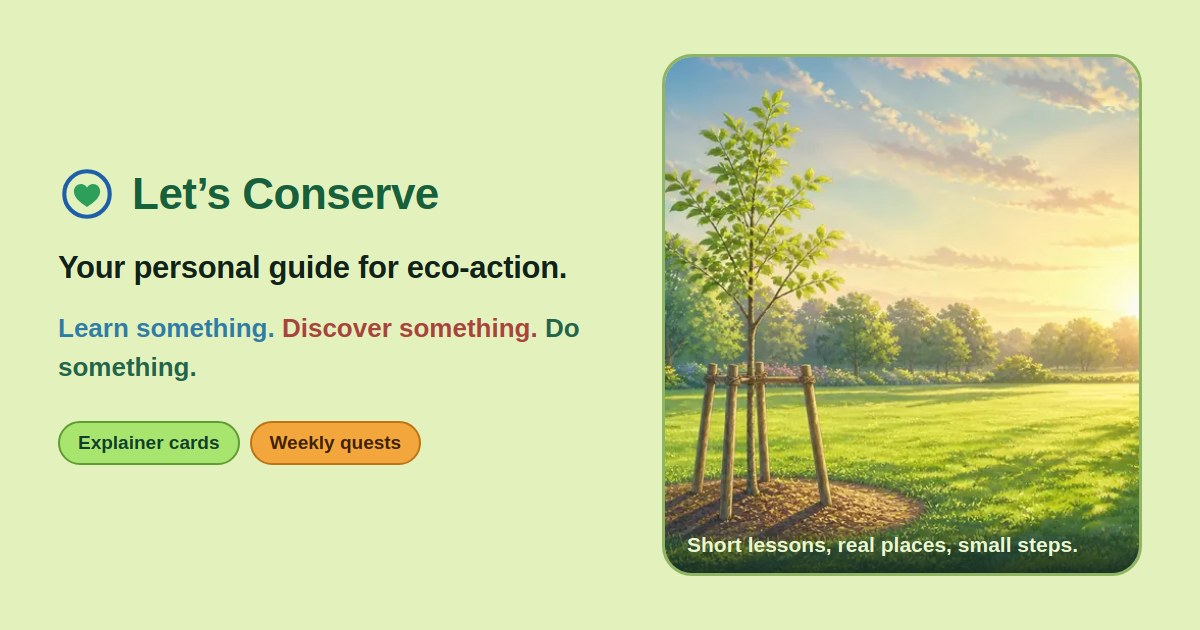 Let’s Conserve
Your personal guide for eco-action.
Learn something. Discover something. Do
something.
Explainer cards
Weekly quests
Short lessons, real places, small steps.